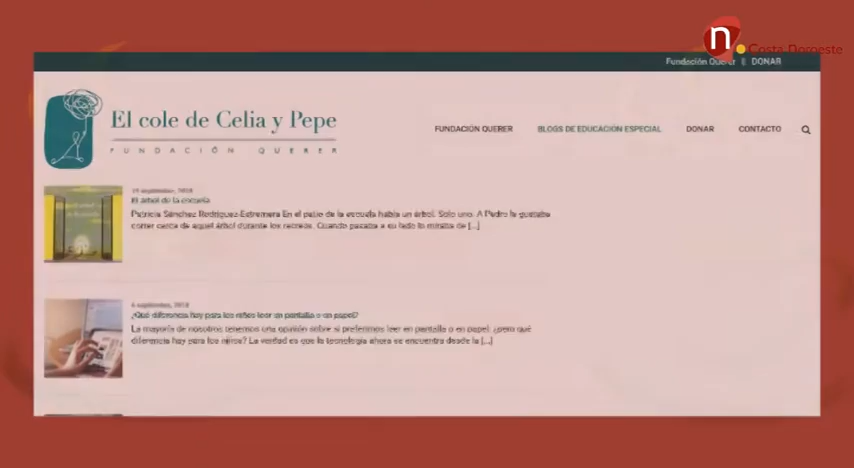 n Costa Noroeste
Fundación Querer || DONAR
El cole de Celia y Pepe
FUNDACIÓN QUERER
FUNDACIÓN QUERER BLOGS DE EDUCACIÓN ESPECIAL DONAR CONTACTO
septiembre, 2018
El árbol de la escuela
Patricia Sánchez Rodríguez-Estremera En el patio de la escuela había un árbol. Solo uno. A Pedro le gustaba
correr cerca de aquel árbol durante los recreos. Cuando pasaba a su lado lo miraba de [...]
6 septiembre, 2018
¿Qué diferencia hay para los niños leer en pantalla o en papel?
La mayoría de nosotros tenemos una opinión sobre si preferimos leer en pantalla o en papel, ¿pero qué
diferencia hay para los niños? La verdad es que la tecnología ahora se encuentra desde la [...]